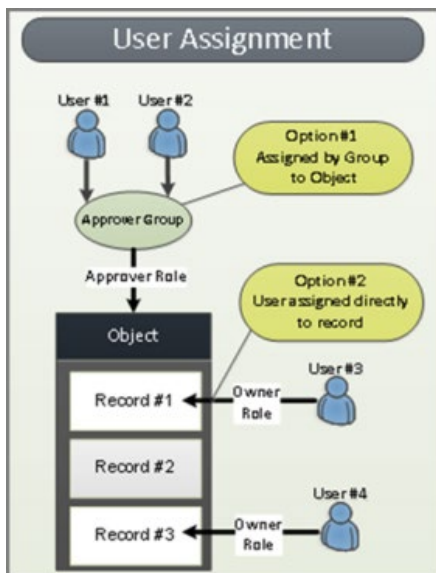 User Assignment
User #1
User #2
Option #1
Assigned by Group
to Object
Approver Group
Approver Role
Option #2
User assigned directly
to record
Object
User #3
Record #1
Owner
Role
Record #2
User #4
Record #3
Owner
Role